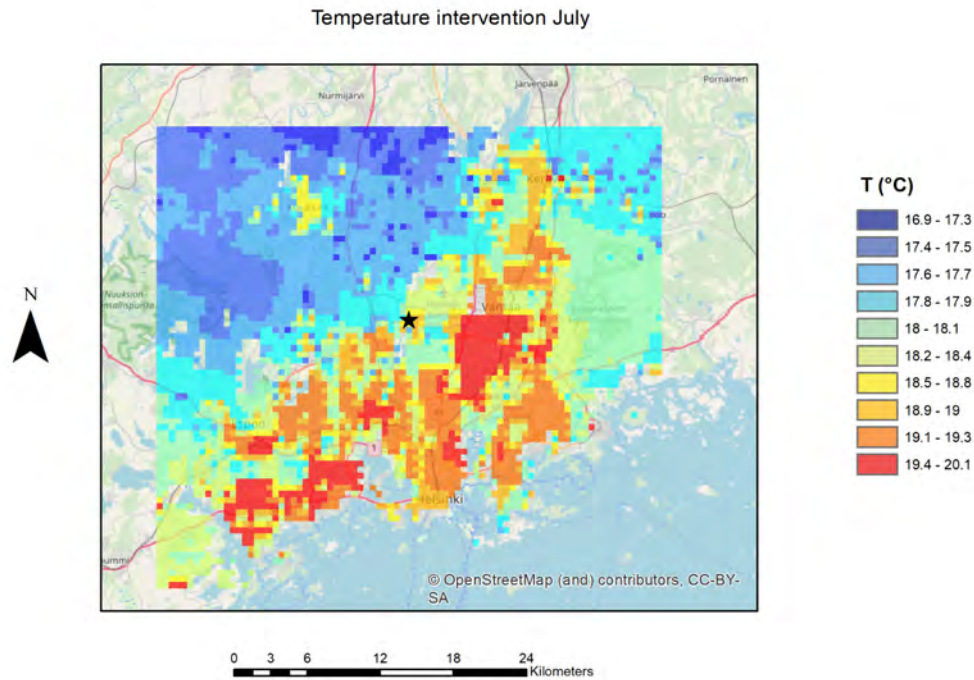 Temperature intervention July
Järvenpää
Pornainen
Nurmijärvi
T (°C)
16.9 - 17.3
17.4 - 17.5
17.6 - 17.7
17.8 - 17.9
18 - 18.1
18.2 - 18.4
18.5 - 18.8
18.9 - 19
19.1 - 19.3
19.4 - 20.1
N
Nuuksion
Vantaa
1
elsinki
ummi
© OpenStreetMap (and) contributors, CC-BY-
SA
0 3 6 12 18 24
Kilometers